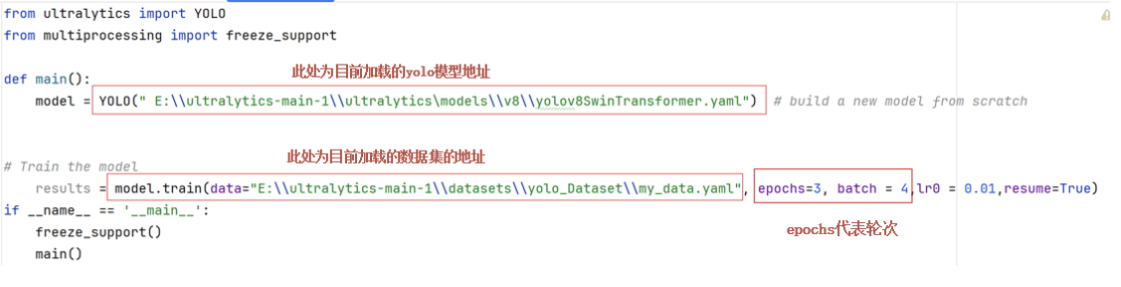 from ultralytics import YOLO
from multiprocessing import freeze_support
def main():
此处为目前加载的yolo模型地址
model = YOLO(" E:\\ultralytics-main-1\\ultralytics\models\\v8\\yolov8SwinTransformer.yaml") # build a new model from scratch
此处为目前加载的数据集的地址
# Train the model
results = model.train(data="E:\\ultralytics-main-1\\datasets\\yolo_Dataset\\my_data.yaml", epochs=3, batch = 4,lr0 = 0.01,resume=True)
if __name__ == '__main__':
epochs代表轮次
freeze_support()
main()